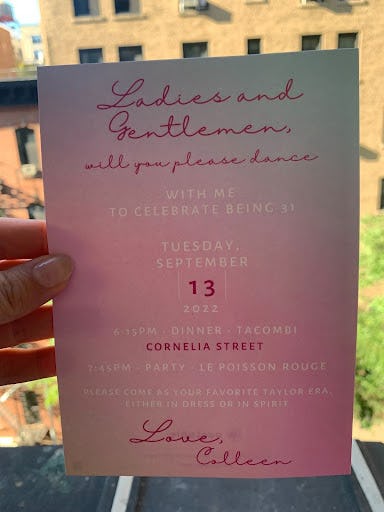 Ladies and
Gentlemen,
will you please dance
WITH ME
TO CELEBRATE BEING 31
TUESDAY,
SEPTEMBER
13
2022
6:15PM - DINNER - TACOMBI
CORNELIA STREET
7:45PM - PARTY - LE POISSON ROUGE
PLEASE COME AS YOUR FAVORITE TAYLOR ERA,
EITHER IN DRESS OR IN SPIRIT
Love,
Colleen